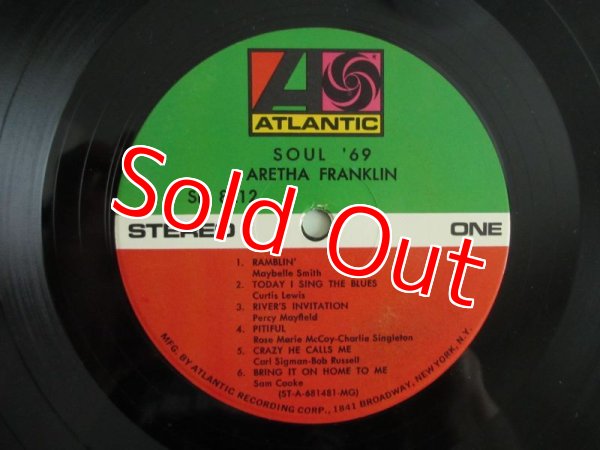 ATLANTIC
SOUL '69
ARETHA FRANKLIN
STEREO
ONE
Sold Out
1. RAMBLIN'
Maybelle Smith
2. TODAY I SING THE BLUES
Curtis Lewis
3. RIVER'S INVITATION
Percy Mayfield
4. PITIFUL
Rose Marie McCoy-Charlie Singleton
5. CRAZY HE CALLS ME
Carl Sigman-Bob Russell
6. BRING IT ON HOME TO ME
Sam Cooke
(ST-A-681481-MG)
MFG. BY ATLANTIC RECORDING CORP., 1841 BROADWAY, NEW YORK, N.Y.